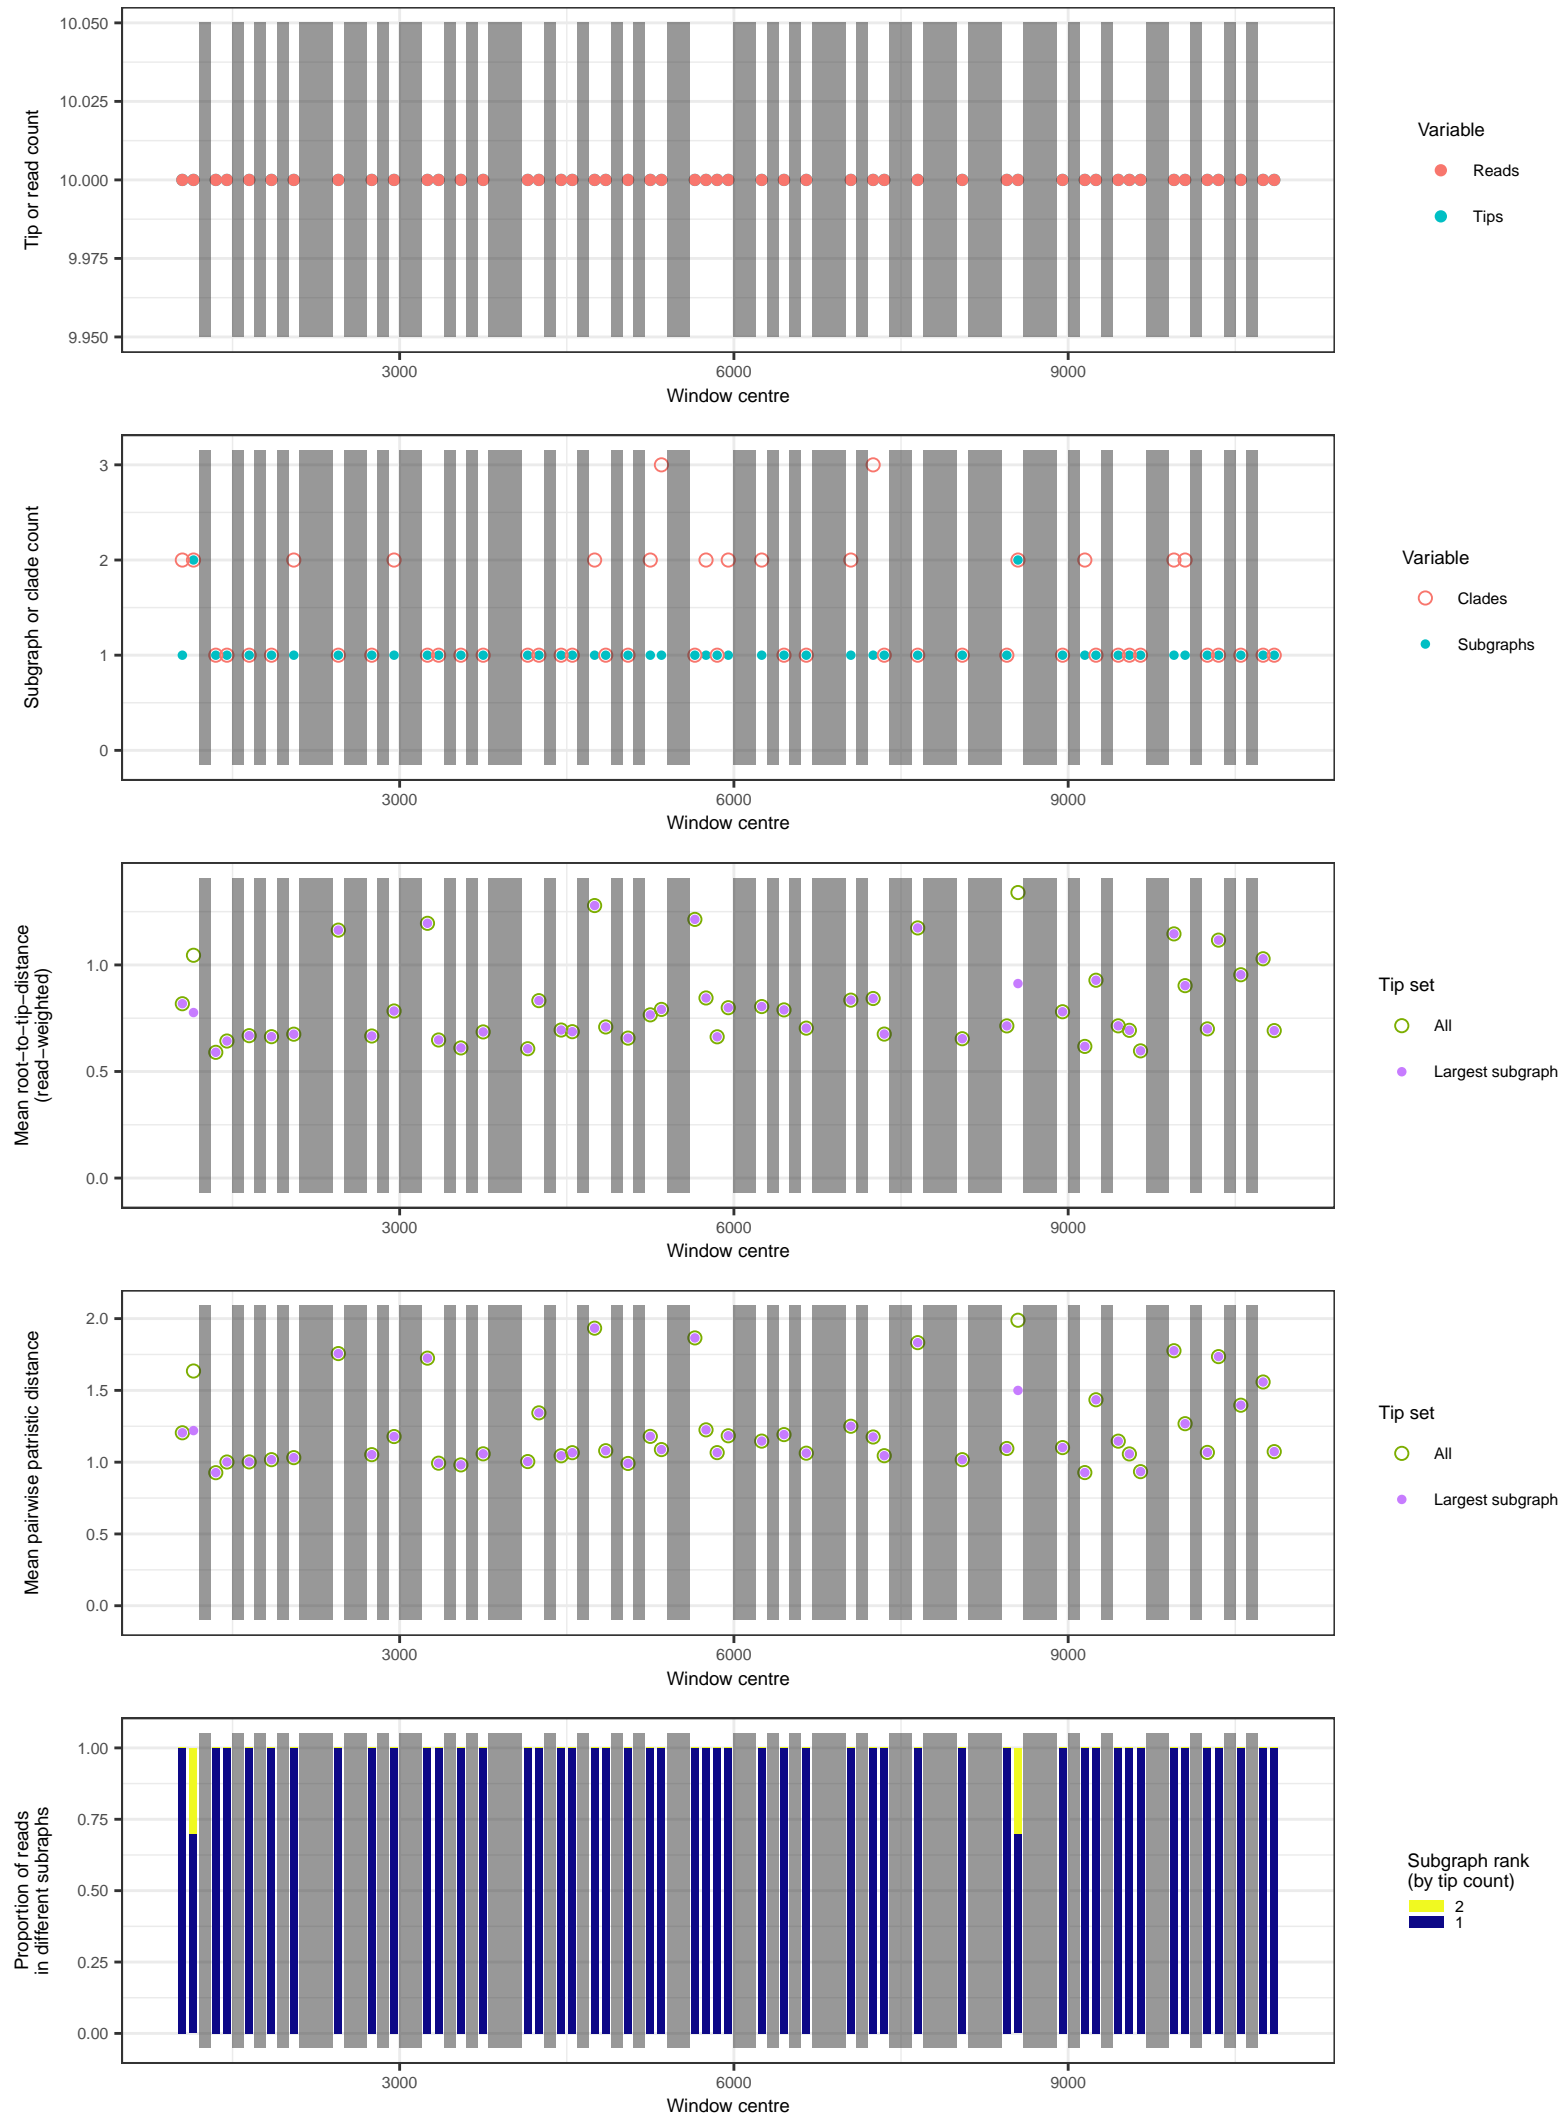 10.050
10.025
10.000
9.975
9.950
Tip or read count
3000
6000
9000
Window centre
Variable
Reads
Tips
3
2
1
0
Subgraph or clade count
3000
6000
9000
Window centre
Variable
Clades
Subgraphs
1.0
0.5
0.0
Mean root−to−tip−distance
(read−weighted)
3000
6000
9000
Window centre
Tip set
All
Largest subgraph
2.0
1.5
1.0
0.5
0.0
Mean pairwise patristic distance
3000
6000
9000
Window centre
Tip set
All
Largest subgraph
1.00
0.75
0.50
0.25
0.00
Proportion of reads
in different subraphs
3000
6000
9000
Window centre
Subgraph rank
(by tip count)
2
1